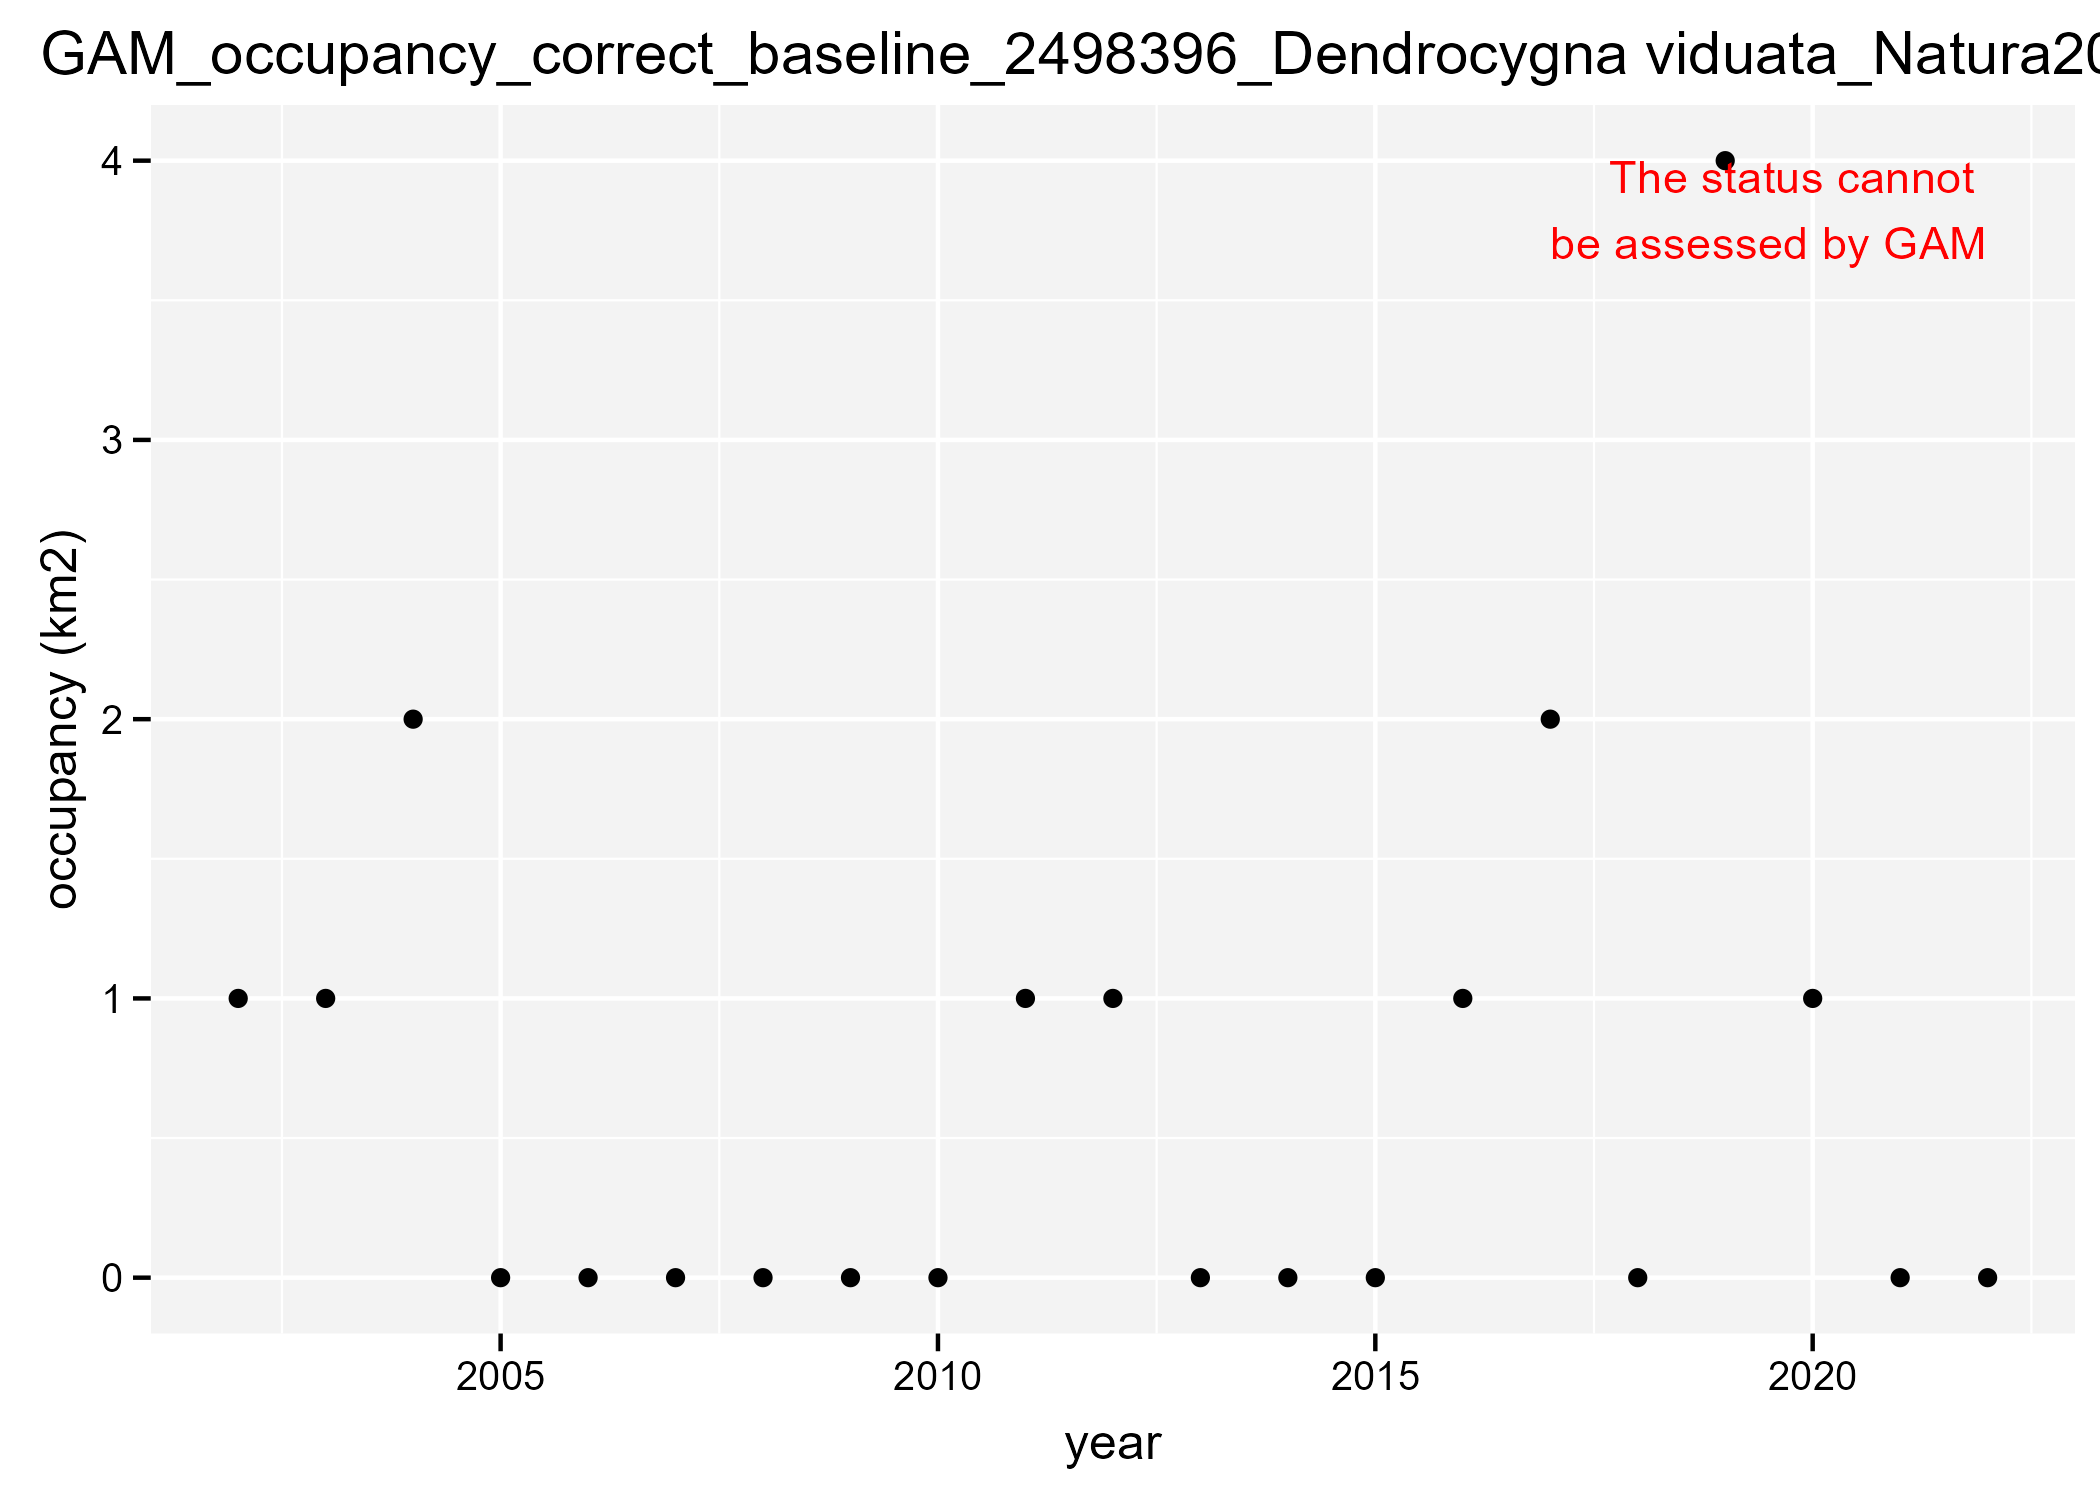 GAM_occupancy_correct_baseline_2498396_Dendrocygna viduata_Natura20
4
The status cannot
be assessed by GAM
3
occupancy (km2)
2
1
0
2005 2010 2015 2020
year